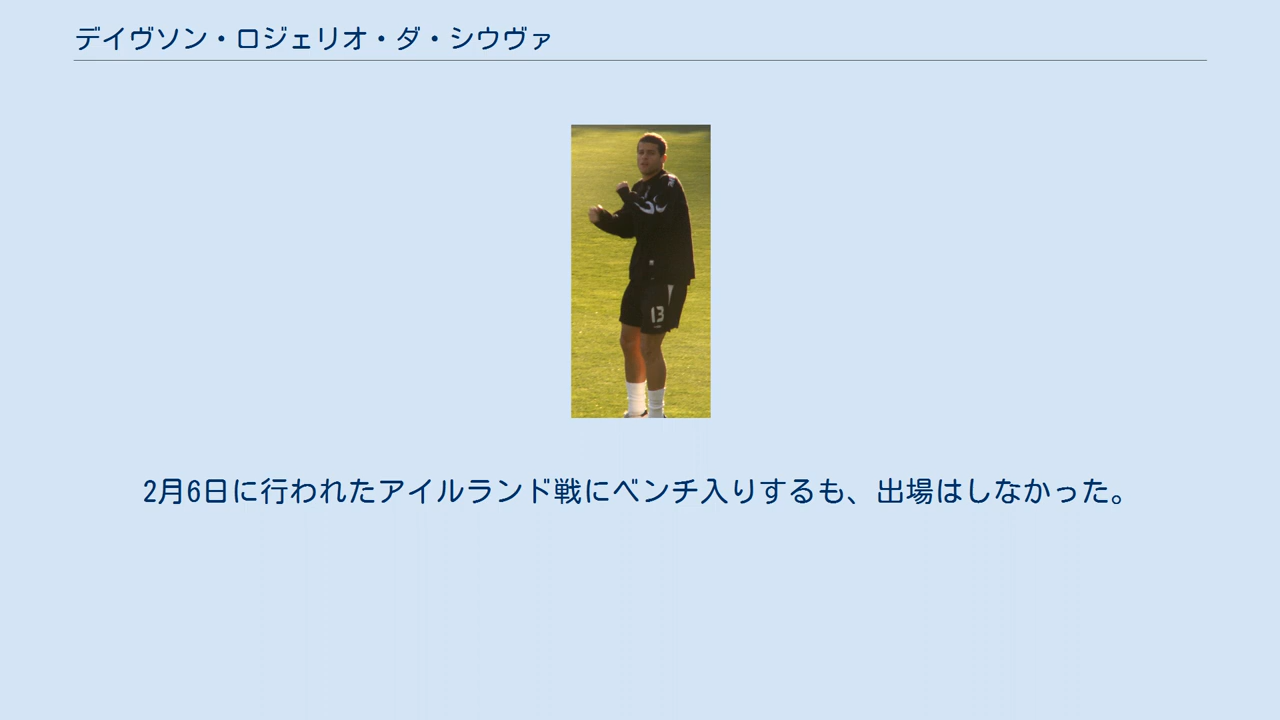 デイヴソン・ロジェリオ・ダ・シウヴァ
13
2月6日に行われたアイルランド戦にベンチ入りするも、出場はしなかった。